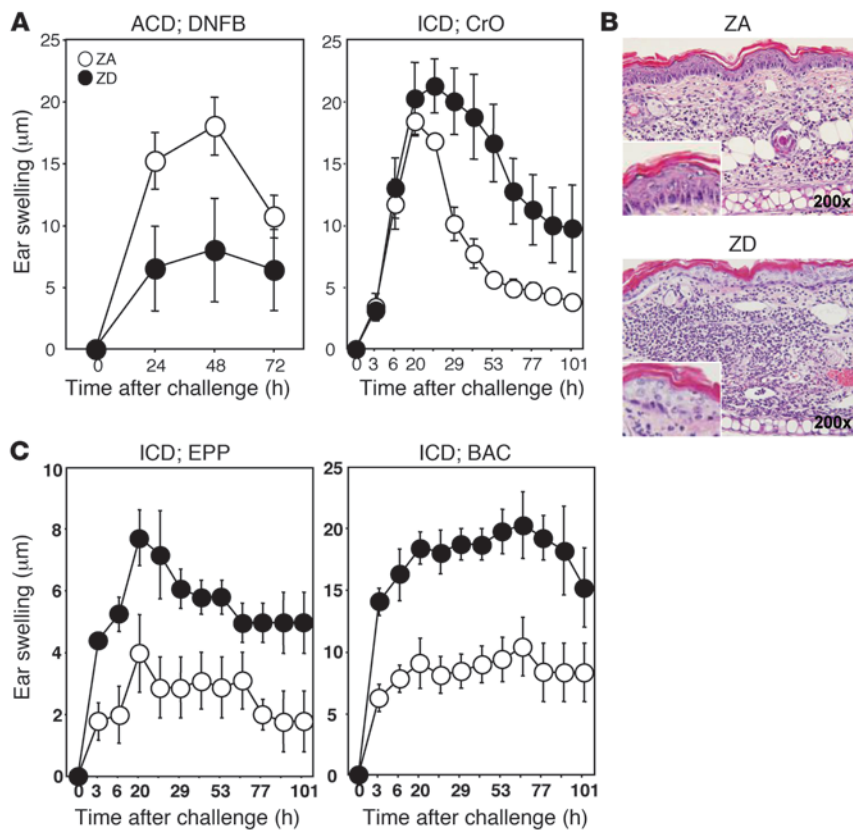 A
ACD; DNFB
ZA
ZD
Ear swelling (μm)
25
20
15
10
5
0
0 24 48 72
Time after challenge (h)
ICD; CrO
25
20
15
10
5
0
0 3 6 20 29 53 77 101
Time after challenge (h)
B
ZA
200x
ZD
200x
C
ICD; EPP
Ear swelling (μm)
10
8
6
4
2
0
0 3 6 20 29 53 77 101
Time after challenge (h)
ICD; BAC
25
20
15
10
5
0
0 3 6 20 29 53 77 101
Time after challenge (h)